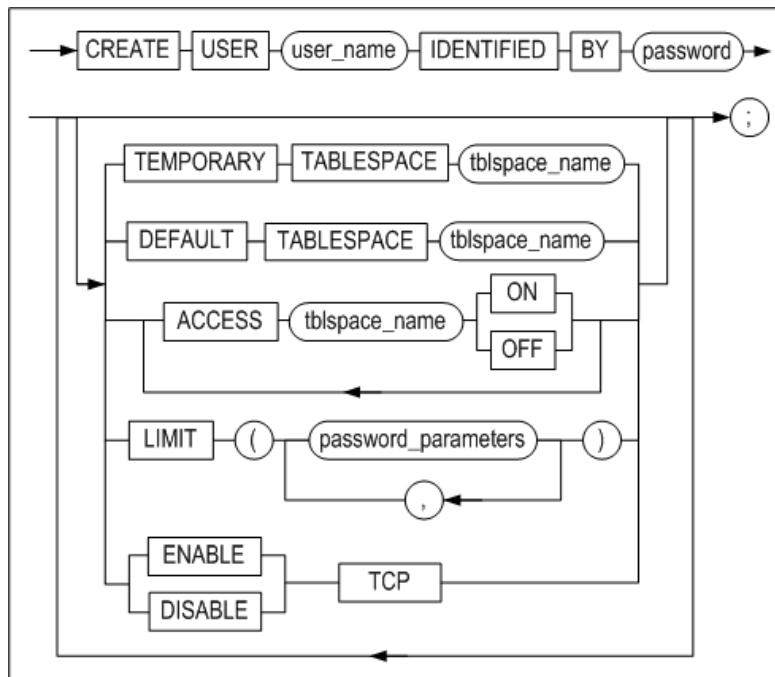 CREATE USER user_name IDENTIFIED BY password
;
TEMPORARY TABLESPACE tblspace_name
DEFAULT TABLESPACE tblspace_name
ACCESS tblspace_name ON
OFF
LIMIT ( password_parameters )
,
ENABLE
TCP
DISABLE